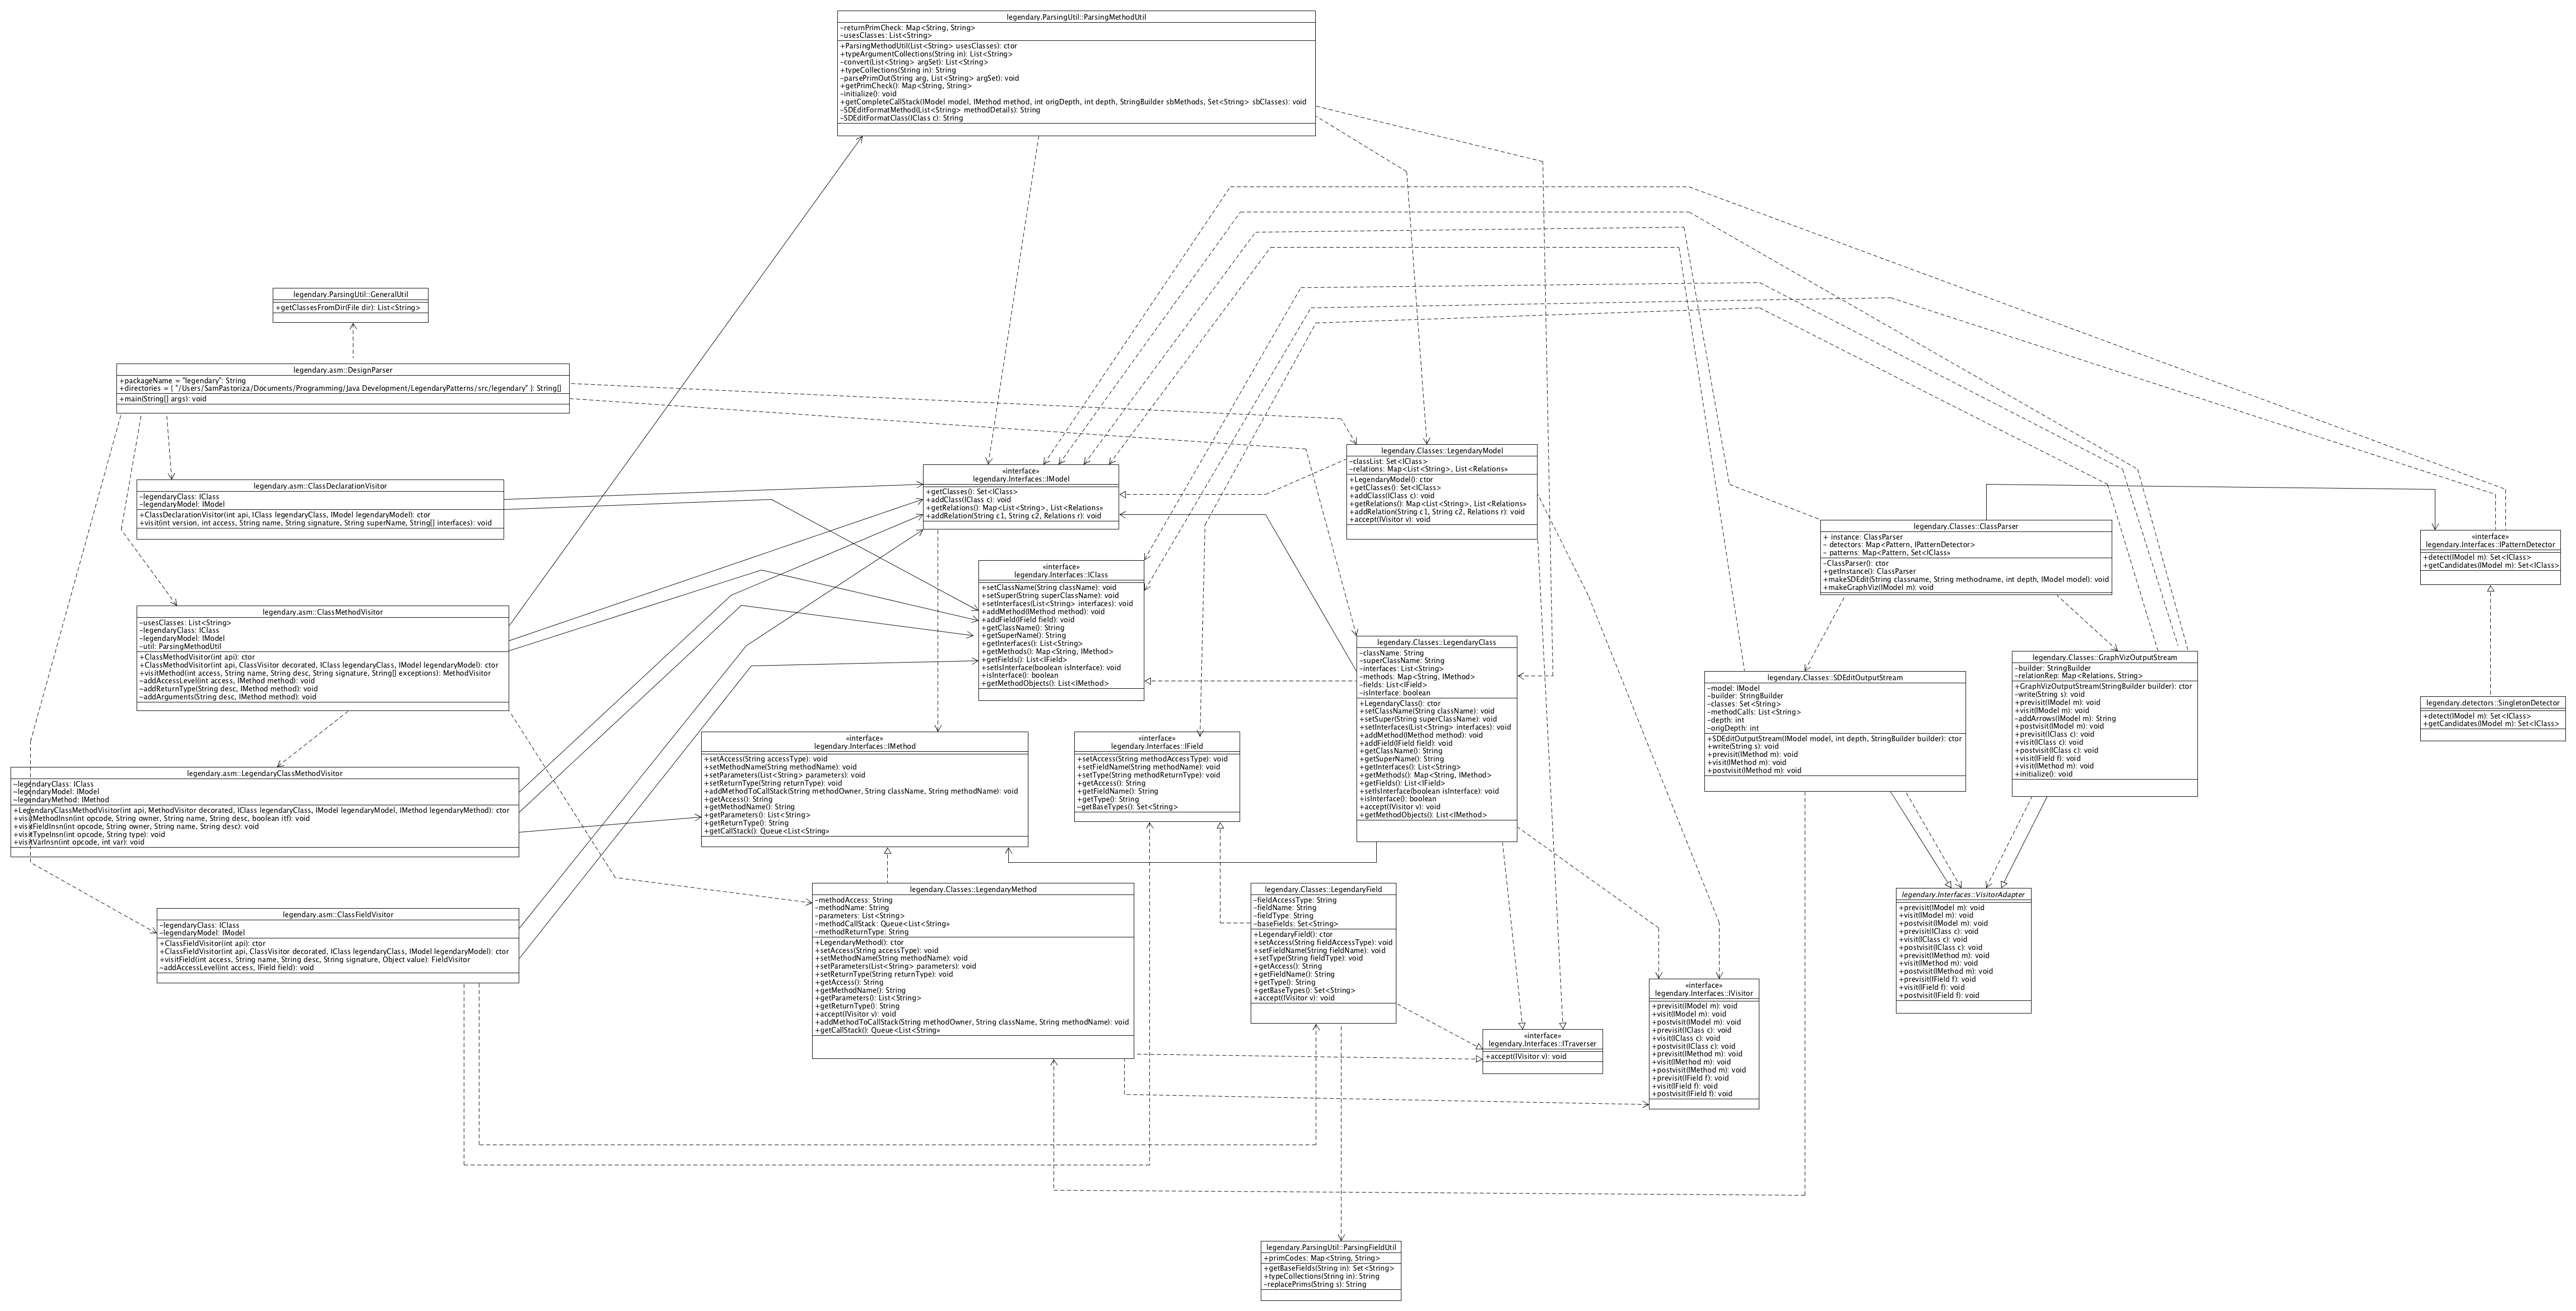 legendary.ParsingUtil::ParsingMethodUtil
-returnPrimCheck: Map<String, String>
-usesClasses: List<String>
+ParsingMethodUtil(List<String> usesClasses): ctor
+typeArgumentCollections(String in): List<String>
-convert(List<String> argSet): List<String>
+typeCollections(String in): String
-parsePrimOut(String arg, List<String> argSet): void
+getPrimCheck(): Map<String, String>
-initialize(): void
+getCompleteCallStack(IModel model, IMethod method, int origDepth, int depth, StringBuilder sbMethods, Set<String> sbClasses): void
-SDEditFormatMethod(List<String> methodDetails): String
-SDEditFormatClass(IClass c): String
legendary.ParsingUtil::GeneralUtil
+getClassesFromDir(File dir): List<String>
legendary.asm::DesignParser
+packageName = "legendary": String
+directories = { "/Users/SamPastoriza/Documents/Programming/Java Development/LegendaryPatterns/src/legendary" }: String[]
+main(String[] args): void
legendary.asm::ClassDeclarationVisitor
-legendaryClass: IClass
-legendaryModel: IModel
+ClassDeclarationVisitor(int api, IClass legendaryClass, IModel legendaryModel): ctor
+visit(int version, int access, String name, String signature, String superName, String[] interfaces): void
«interface»
legendary.Interfaces::IModel
+getClasses(): Set<IClass>
+addClass(IClass c): void
+getRelations(): Map<List<String>, List<Relations»
+addRelation(String c1, String c2, Relations r): void
legendary.Classes::LegendaryModel
-classList: Set<IClass>
-relations: Map<List<String>, List<Relations»
+LegendaryModel(): ctor
+getClasses(): Set<IClass>
+addClass(IClass c): void
+getRelations(): Map<List<String>, List<Relations»
+addRelation(String c1, String c2, Relations r): void
+accept(IVisitor v): void
legendary.Classes::ClassParser
+ instance: ClassParser
- detectors: Map<Pattern, IPatternDetector>
- patterns: Map<Pattern, Set<IClass»
-ClassParser(): ctor
+getInstance(): ClassParser
+makeSDEdit(String classname, String methodname, int depth, IModel model): void
+makeGraphViz(IModel m): void
«interface»
legendary.Interfaces::IPatternDetector
+detect(IModel m): Set<IClass>
+getCandidates(IModel m): Set<IClass>
«interface»
legendary.Interfaces::IClass
+setClassName(String className): void
+setSuper(String superClassName): void
+setInterfaces(List<String> interfaces): void
+addMethod(IMethod method): void
+addField(IField field): void
+getClassName(): String
+getSuperName(): String
+getInterfaces(): List<String>
+getMethods(): Map<String, IMethod>
+getFields(): List<IField>
+setIsInterface(boolean isInterface): void
+isInterface(): boolean
+getMethodObjects(): List<IMethod>
legendary.asm::ClassMethodVisitor
-usesClasses: List<String>
-legendaryClass: IClass
-legendaryModel: IModel
-util: ParsingMethodUtil
+ClassMethodVisitor(int api): ctor
+ClassMethodVisitor(int api, ClassVisitor decorated, IClass legendaryClass, IModel legendaryModel): ctor
+visitMethod(int access, String name, String desc, String signature, String[] exceptions): MethodVisitor
-addAccessLevel(int access, IMethod method): void
-addReturnType(String desc, IMethod method): void
-addArguments(String desc, IMethod method): void
legendary.Classes::LegendaryClass
-className: String
-superClassName: String
-interfaces: List<String>
-methods: Map<String, IMethod>
-fields: List<IField>
-isInterface: boolean
+LegendaryClass(): ctor
+setClassName(String className): void
+setSuper(String superClassName): void
+setInterfaces(List<String> interfaces): void
+addMethod(IMethod method): void
+addField(IField field): void
+getClassName(): String
+getSuperName(): String
+getInterfaces(): List<String>
+getMethods(): Map<String, IMethod>
+getFields(): List<IField>
+setIsInterface(boolean isInterface): void
+isInterface(): boolean
+accept(IVisitor v): void
+getMethodObjects(): List<IMethod>
legendary.Classes::SDEditOutputStream
-model: IModel
-builder: StringBuilder
-classes: Set<String>
-methodCalls: List<String>
-depth: int
-origDepth: int
+SDEditOutputStream(IModel model, int depth, StringBuilder builder): ctor
+write(String s): void
+previsit(IMethod m): void
+visit(IMethod m): void
+postvisit(IMethod m): void
legendary.Classes::GraphVizOutputStream
-builder: StringBuilder
-relationRep: Map<Relations, String>
+GraphVizOutputStream(StringBuilder builder): ctor
-write(String s): void
+previsit(IModel m): void
+visit(IModel m): void
-addArrows(IModel m): String
+postvisit(IModel m): void
+previsit(IClass c): void
+visit(IClass c): void
+postvisit(IClass c): void
+visit(IField f): void
+visit(IMethod m): void
+initialize(): void
legendary.detectors::SingletonDetector
+detect(IModel m): Set<IClass>
+getCandidates(IModel m): Set<IClass>
legendary.asm::LegendaryClassMethodVisitor
~legendaryClass: IClass
~legendaryModel: IModel
~legendaryMethod: IMethod
+LegendaryClassMethodVisitor(int api, MethodVisitor decorated, IClass legendaryClass, IModel legendaryModel, IMethod legendaryMethod): ctor
+visitMethodInsn(int opcode, String owner, String name, String desc, boolean itf): void
+visitFieldInsn(int opcode, String owner, String name, String desc): void
+visitTypeInsn(int opcode, String type): void
+visitVarInsn(int opcode, int var): void
«interface»
legendary.Interfaces::IMethod
+setAccess(String accessType): void
+setMethodName(String methodName): void
+setParameters(List<String> parameters): void
+setReturnType(String returnType): void
+addMethodToCallStack(String methodOwner, String className, String methodName): void
+getAccess(): String
+getMethodName(): String
+getParameters(): List<String>
+getReturnType(): String
+getCallStack(): Queue<List<String»
«interface»
legendary.Interfaces::IField
+setAccess(String methodAccessType): void
+setFieldName(String methodName): void
+setType(String methodReturnType): void
+getAccess(): String
+getFieldName(): String
+getType(): String
~getBaseTypes(): Set<String>
legendary.asm::ClassFieldVisitor
-legendaryClass: IClass
-legendaryModel: IModel
+ClassFieldVisitor(int api): ctor
+ClassFieldVisitor(int api, ClassVisitor decorated, IClass legendaryClass, IModel legendaryModel): ctor
+visitField(int access, String name, String desc, String signature, Object value): FieldVisitor
~addAccessLevel(int access, IField field): void
legendary.Classes::LegendaryMethod
-methodAccess: String
-methodName: String
-parameters: List<String>
-methodCallStack: Queue<List<String»
-methodReturnType: String
+LegendaryMethod(): ctor
+setAccess(String accessType): void
+setMethodName(String methodName): void
+setParameters(List<String> parameters): void
+setReturnType(String returnType): void
+getAccess(): String
+getMethodName(): String
+getParameters(): List<String>
+getReturnType(): String
+accept(IVisitor v): void
+addMethodToCallStack(String methodOwner, String className, String methodName): void
+getCallStack(): Queue<List<String»
legendary.Classes::LegendaryField
-fieldAccessType: String
-fieldName: String
-fieldType: String
-baseFields: Set<String>
+LegendaryField(): ctor
+setAccess(String fieldAccessType): void
+setFieldName(String fieldName): void
+setType(String fieldType): void
+getAccess(): String
+getFieldName(): String
+getType(): String
+getBaseTypes(): Set<String>
+accept(IVisitor v): void
legendary.Interfaces::VisitorAdapter
+previsit(IModel m): void
+visit(IModel m): void
+postvisit(IModel m): void
+previsit(IClass c): void
+visit(IClass c): void
+postvisit(IClass c): void
+previsit(IMethod m): void
+visit(IMethod m): void
+postvisit(IMethod m): void
+previsit(IField f): void
+visit(IField f): void
+postvisit(IField f): void
«interface»
legendary.Interfaces::IVisitor
+previsit(IModel m): void
+visit(IModel m): void
+postvisit(IModel m): void
+previsit(IClass c): void
+visit(IClass c): void
+postvisit(IClass c): void
+previsit(IMethod m): void
+visit(IMethod m): void
+postvisit(IMethod m): void
+previsit(IField f): void
+visit(IField f): void
+postvisit(IField f): void
«interface»
legendary.Interfaces::ITraverser
+accept(IVisitor v): void
legendary.ParsingUtil::ParsingFieldUtil
+primCodes: Map<String, String>
+getBaseFields(String in): Set<String>
+typeCollections(String in): String
-replacePrims(String s): String